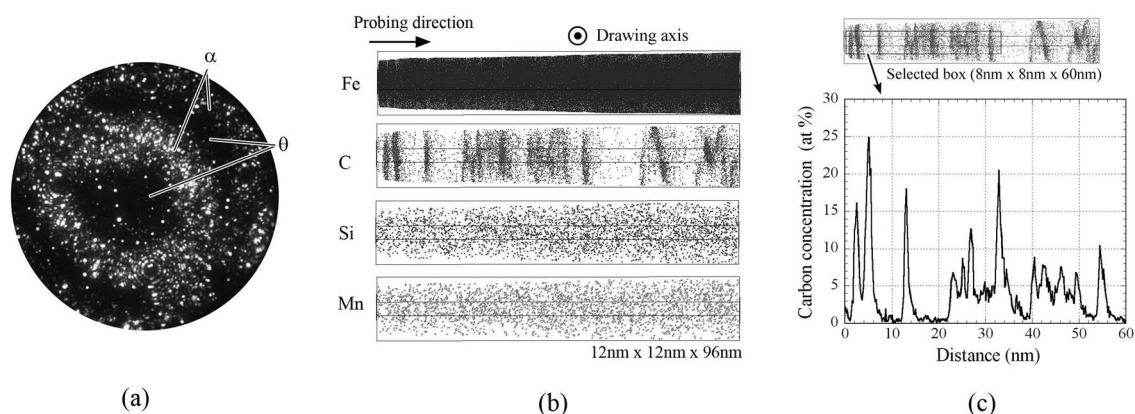 α
θ
(a)
Probing direction
Drawing axis
Fe
C
Si
Mn
12nm x 12nm x 96nm
(b)
Selected box (8nm x 8nm x 60nm)
30
25
20
15
10
5
0
Carbon concentration (at %)
0 10 20 30 40 50 60
Distance (nm)
(c)